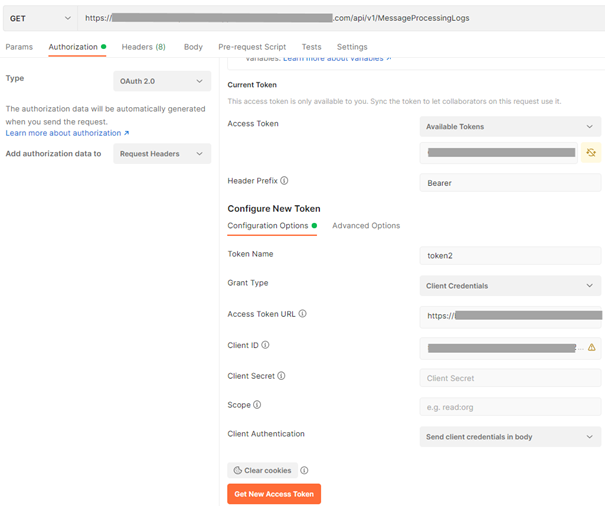 GET https:// .com/api/v1/MessageProcessingLogs
Params Authorization Headers (8) Body Pre-request Script Tests Settings
Type OAuth 2.0
The authorization data will be automatically generated
when you send the request.
Learn more about authorization ↗
Add authorization data to Request Headers
variables. Learn more about variables ↗
Current Token
This access token is only available to you. Sync the token to let collaborators on this request use it.
Access Token Available Tokens
Header Prefix Bearer
Configure New Token
Configuration Options Advanced Options
Token Name token2
Grant Type Client Credentials
Access Token URL https://
Client ID ...
Client Secret Client Secret
Scope e.g. read:org
Client Authentication Send client credentials in body
Clear cookies
Get New Access Token